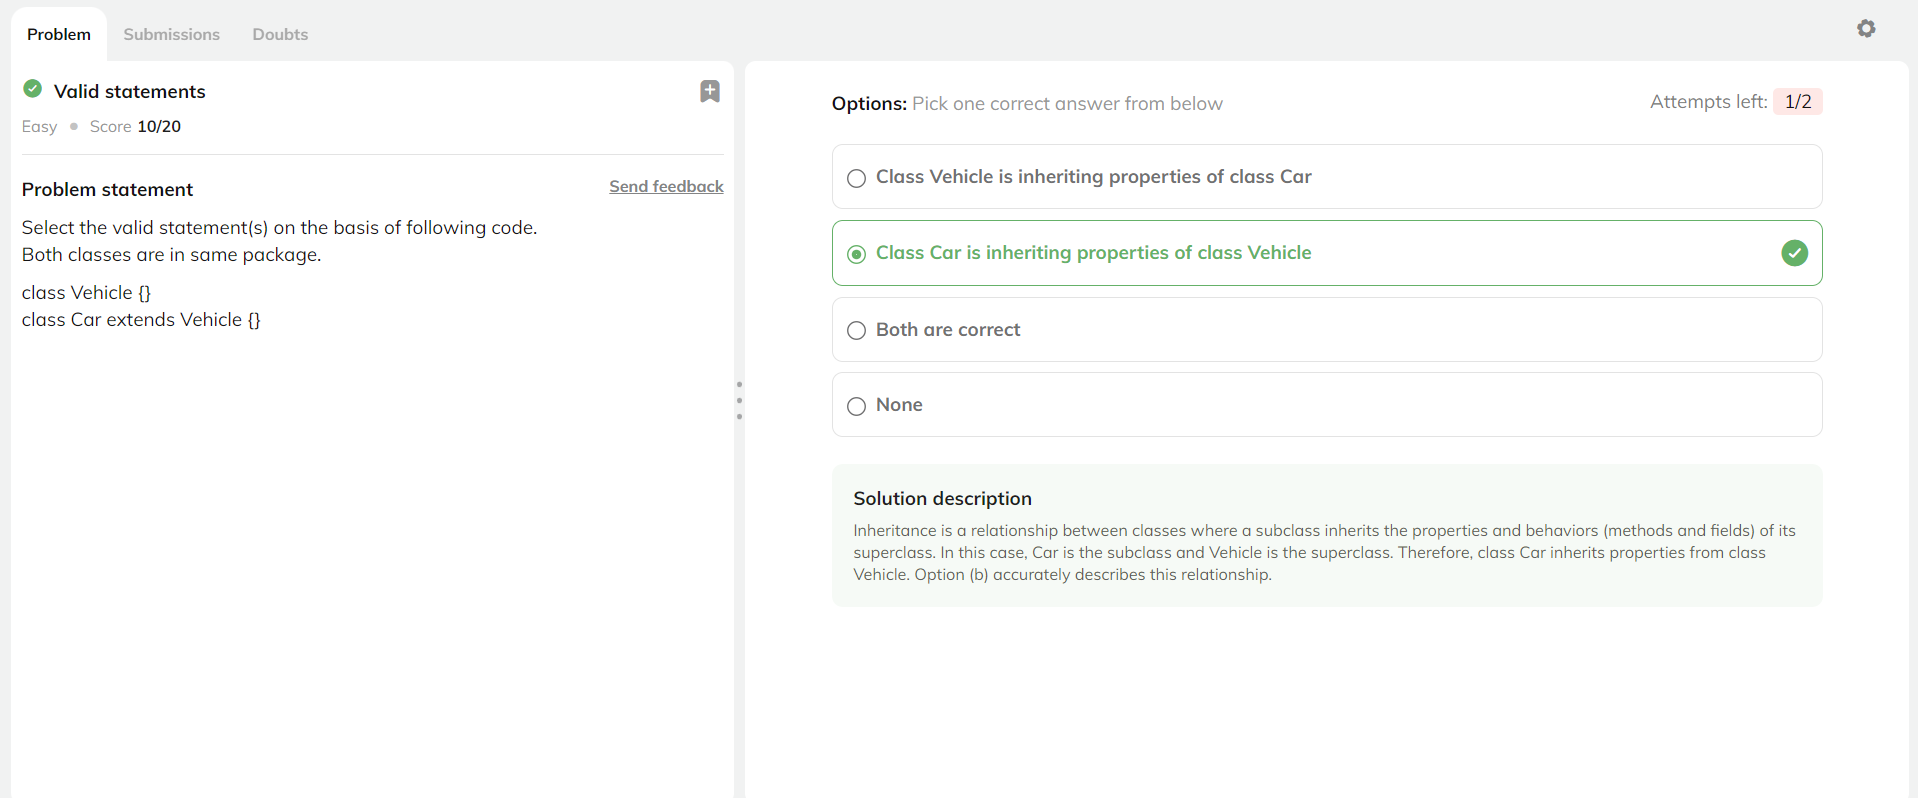 Problem Submissions Doubts
Valid statements
Easy • Score 10/20
Problem statement Send feedback
Select the valid statement(s) on the basis of following code.
Both classes are in same package.
class Vehicle {}
class Car extends Vehicle {}
Options: Pick one correct answer from below Attempts left: 1/2
Class Vehicle is inheriting properties of class Car
Class Car is inheriting properties of class Vehicle
Both are correct
None
Solution description
Inheritance is a relationship between classes where a subclass inherits the properties and behaviors (methods and fields) of its
superclass. In this case, Car is the subclass and Vehicle is the superclass. Therefore, class Car inherits properties from class
Vehicle. Option (b) accurately describes this relationship.